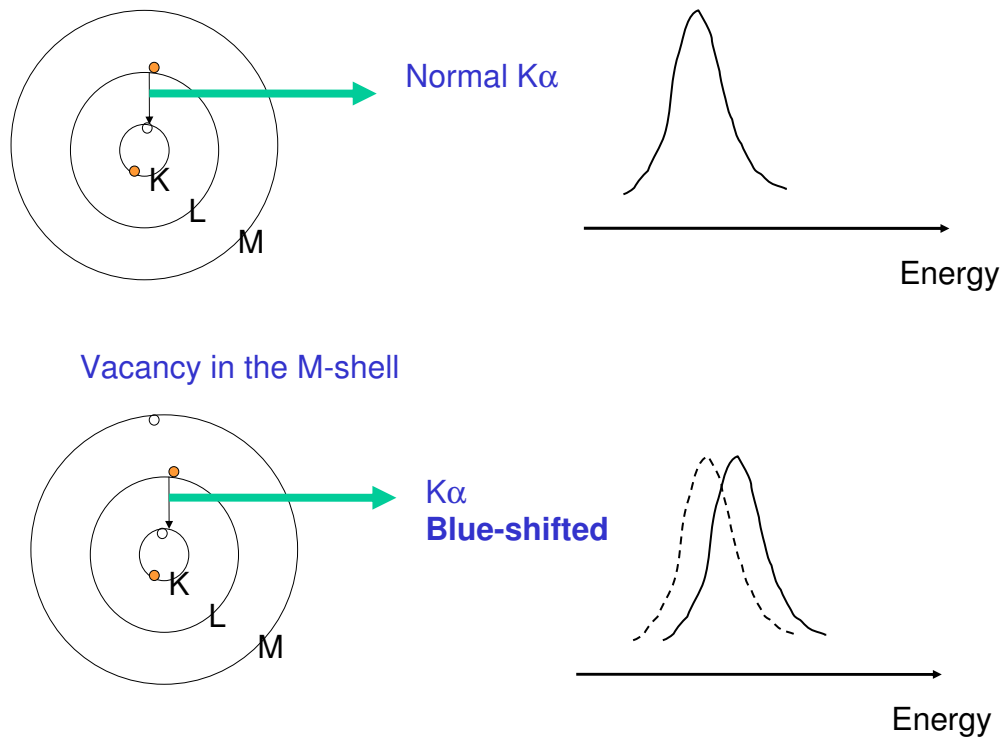 Normal Kα
K
L
M
Energy
Vacancy in the M-shell
Kα
Blue-shifted
K
L
M
Energy